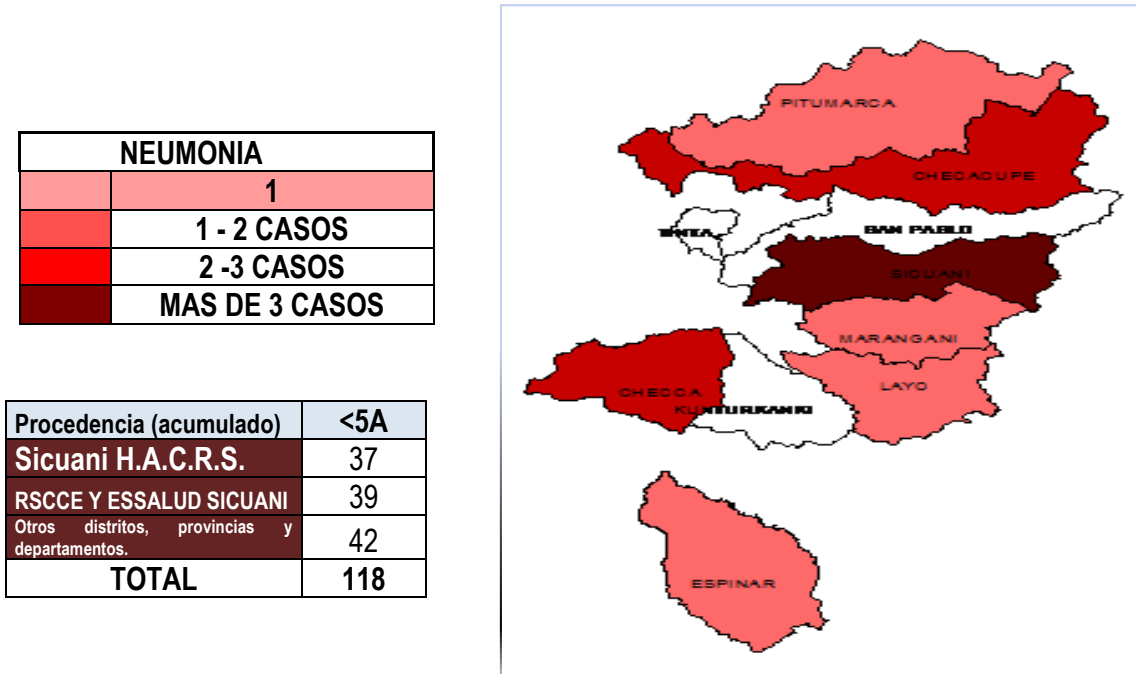 NEUMONIA
1
1 - 2 CASOS
2 -3 CASOS
MAS DE 3 CASOS
Procedencia (acumulado) <5A
Sicuani H.A.C.R.S. 37
RSCCE Y ESSALUD SICUANI 39
Otros distritos, provincias y
departamentos. 42
TOTAL 118
PITUMARCA
CHECACUPE
TINTA
SAN PABLO
SICUANI
MARANGANI
LAYO
CHECCA
KUNTURKANKI
ESPINAR